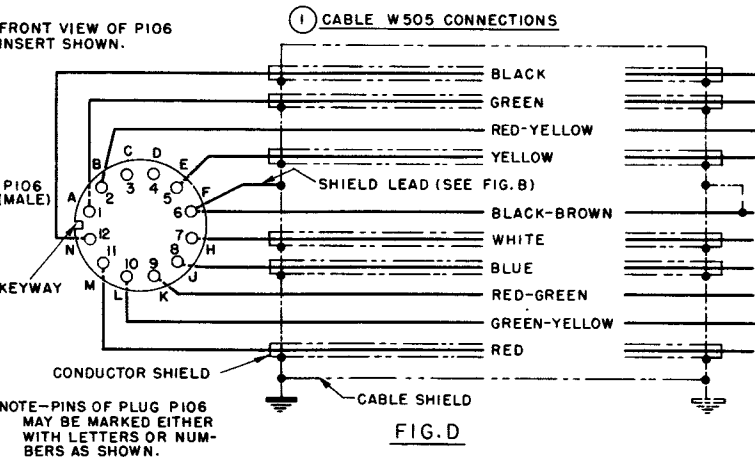 1 CABLE W505 CONNECTIONS
FRONT VIEW OF P106
INSERT SHOWN.
BLACK
GREEN
RED-YELLOW
YELLOW
SHIELD LEAD (SEE FIG. B)
BLACK-BROWN
WHITE
BLUE
RED-GREEN
GREEN-YELLOW
RED
P106
(MALE)
A
B
C
D
E
F
H
J
K
L
M
N
1
2
3
4
5
6
7
8
9
10
11
12
KEYWAY
CONDUCTOR SHIELD
CABLE SHIELD
NOTE-PINS OF PLUG P106
MAY BE MARKED EITHER
WITH LETTERS OR NUM-
BERS AS SHOWN.
FIG. D